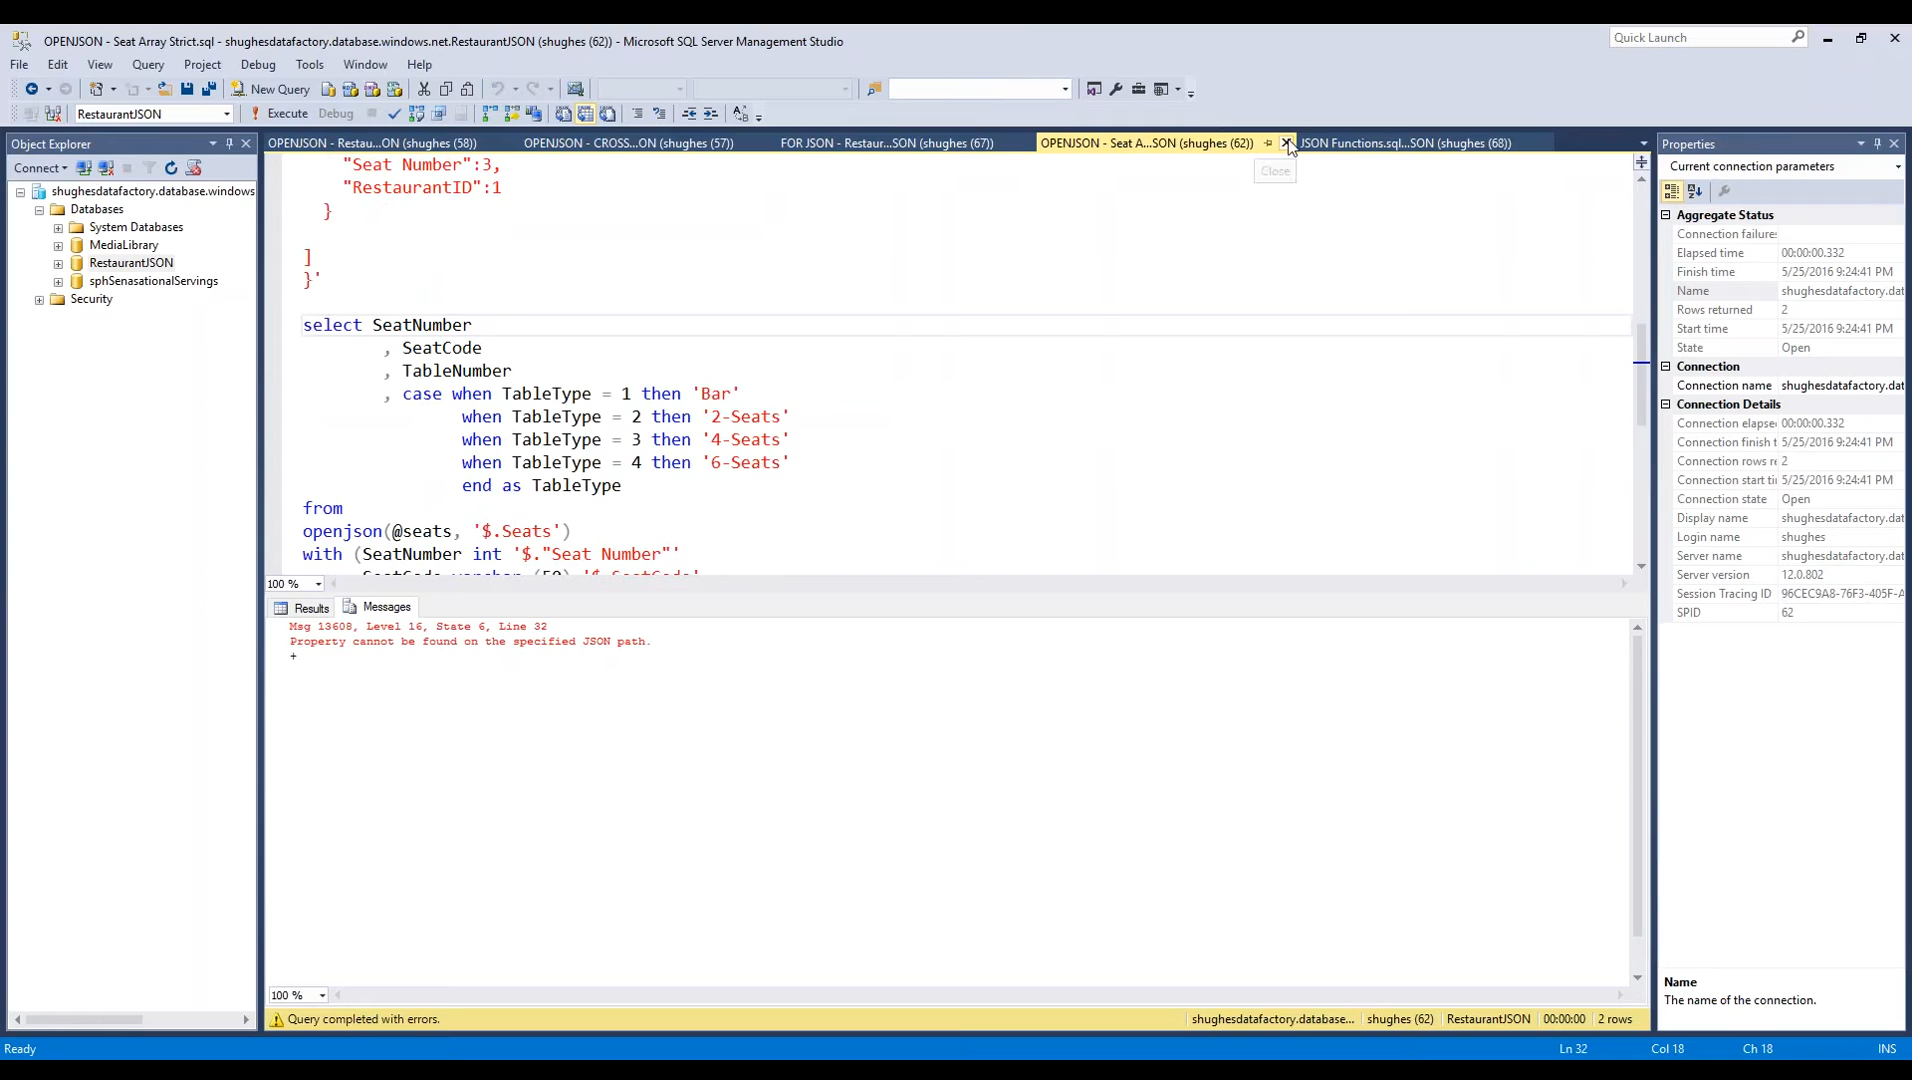 OPENJSON - Seat Array Strict.sql - shughesdatafactory.database.windows.net.RestaurantJSON (shughes (62)) - Microsoft SQL Server Management Studio
Quick Launch
File Edit View Query Project Debug Tools Window Help
New Query
RestaurantJSON
Execute Debug
Object Explorer
Connect
shughesdatafactory.database.windows
Databases
System Databases
MediaLibrary
RestaurantJSON
sphSenasationalServings
Security
OPENJSON - Restau...ON (shughes (58))
OPENJSON - CROSS...ON (shughes (57))
FOR JSON - Restaur...SON (shughes (67))
OPENJSON - Seat A...SON (shughes (62))
JSON Functions.sql...SON (shughes (68))
Close
"Seat Number":3,
"RestaurantID":1
}
]
}'
select SeatNumber
, SeatCode
, TableNumber
, case when TableType = 1 then 'Bar'
when TableType = 2 then '2-Seats'
when TableType = 3 then '4-Seats'
when TableType = 4 then '6-Seats'
end as TableType
from
openjson(@seats, '$.Seats')
with (SeatNumber int '$."Seat Number"'
100 %
Results Messages
Msg 13608, Level 16, State 6, Line 32
Property cannot be found on the specified JSON path.
+
100 %
Query completed with errors.
shughesdatafactory.database... shughes (62) RestaurantJSON 00:00:00 2 rows
Properties
Current connection parameters
Aggregate Status
Connection failures
Elapsed time 00:00:00.332
Finish time 5/25/2016 9:24:41 PM
Name shughesdatafactory.dat
Rows returned 2
Start time 5/25/2016 9:24:41 PM
State Open
Connection
Connection name shughesdatafactory.dat
Connection Details
Connection elapse 00:00:00.332
Connection finish t 5/25/2016 9:24:41 PM
Connection rows re 2
Connection start ti 5/25/2016 9:24:41 PM
Connection state Open
Display name shughesdatafactory.dat
Login name shughes
Server name shughesdatafactory.dat
Server version 12.0.802
Session Tracing ID 96CEC9A8-76F3-405F-A
SPID 62
Name
The name of the connection.
Ready
Ln 32 Col 18 Ch 18 INS